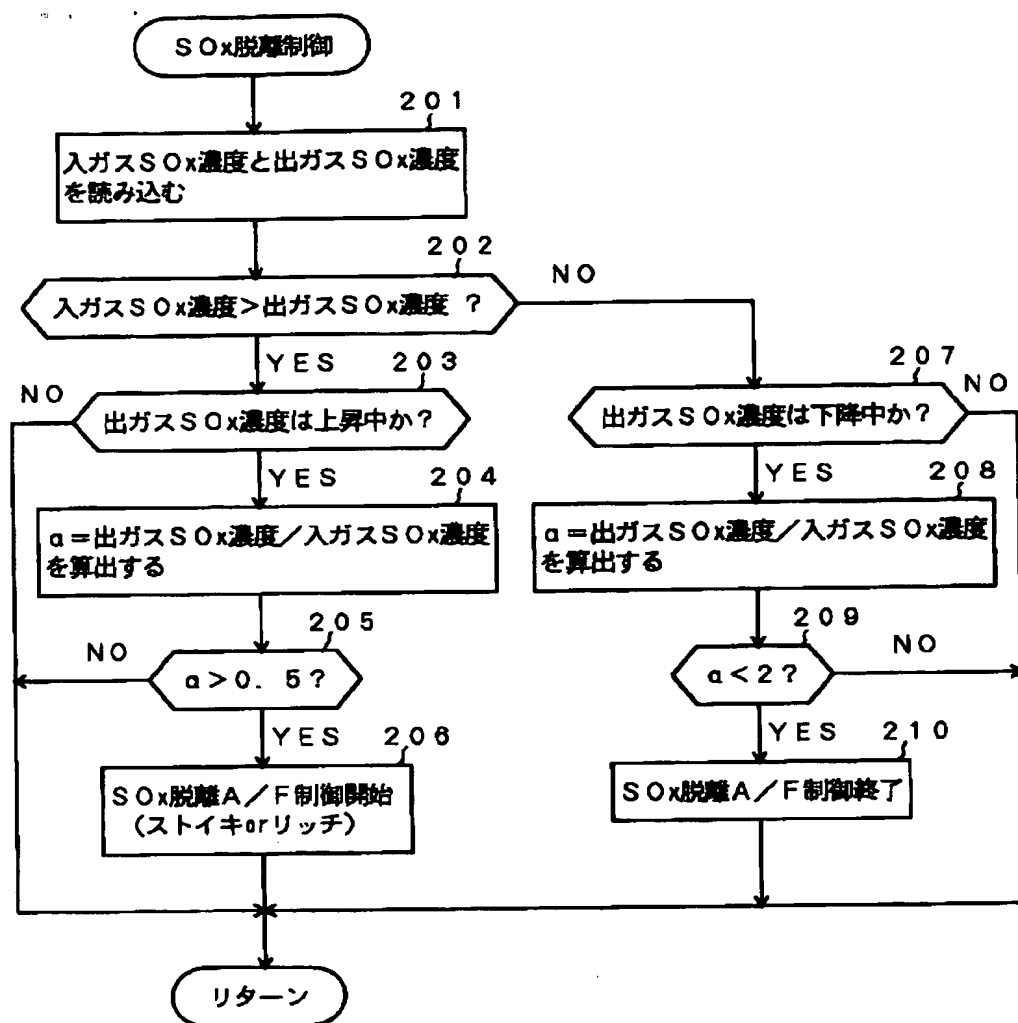 SOx脱離制御
201
入ガスSOx濃度と出ガスSOx濃度
を読み込む
202
入ガスSOx濃度>出ガスSOx濃度 ?
NO
YES
203
NO
出ガスSOx濃度は上昇中か?
207
NO
出ガスSOx濃度は下降中か?
YES
204
α=出ガスSOx濃度/入ガスSOx濃度
を算出する
YES
208
α=出ガスSOx濃度/入ガスSOx濃度
を算出する
205
NO
α>0.5?
209
NO
α<2?
YES
206
SOx脱離A/F制御開始
(ストイキorリッチ)
YES
210
SOx脱離A/F制御終了
リターン